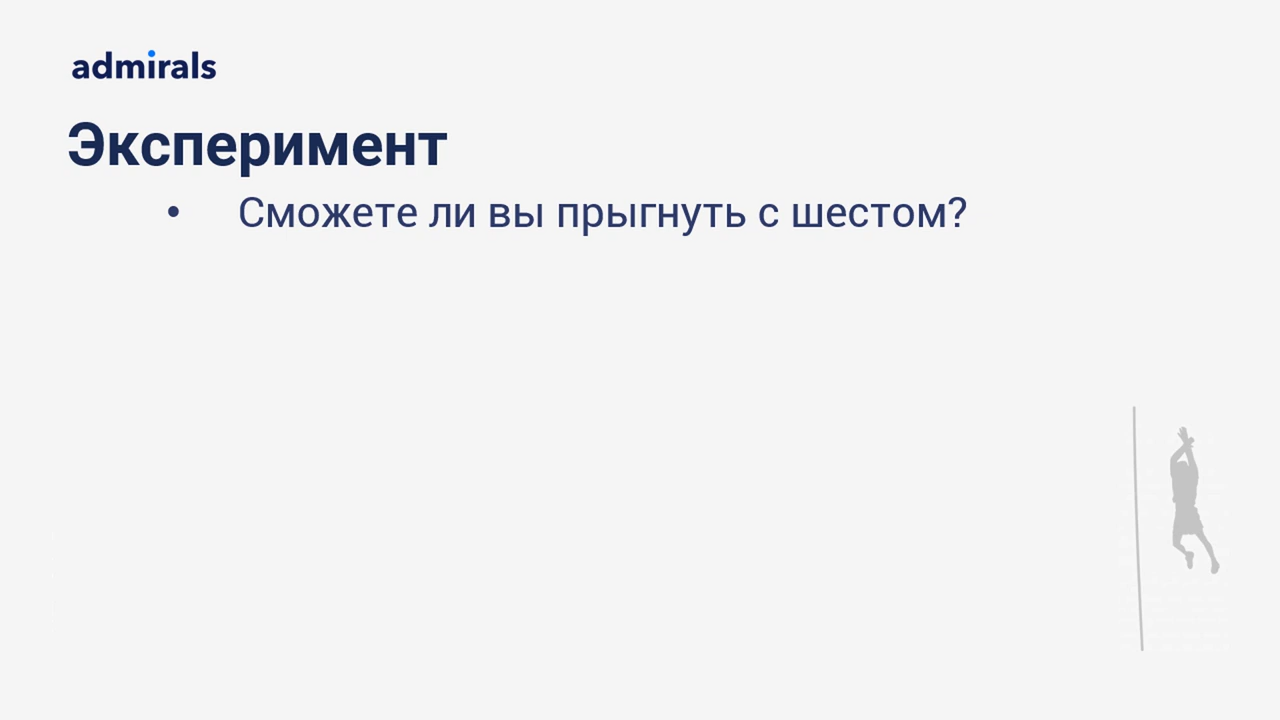 admirals
Эксперимент
• Сможете ли вы прыгнуть с шестом?